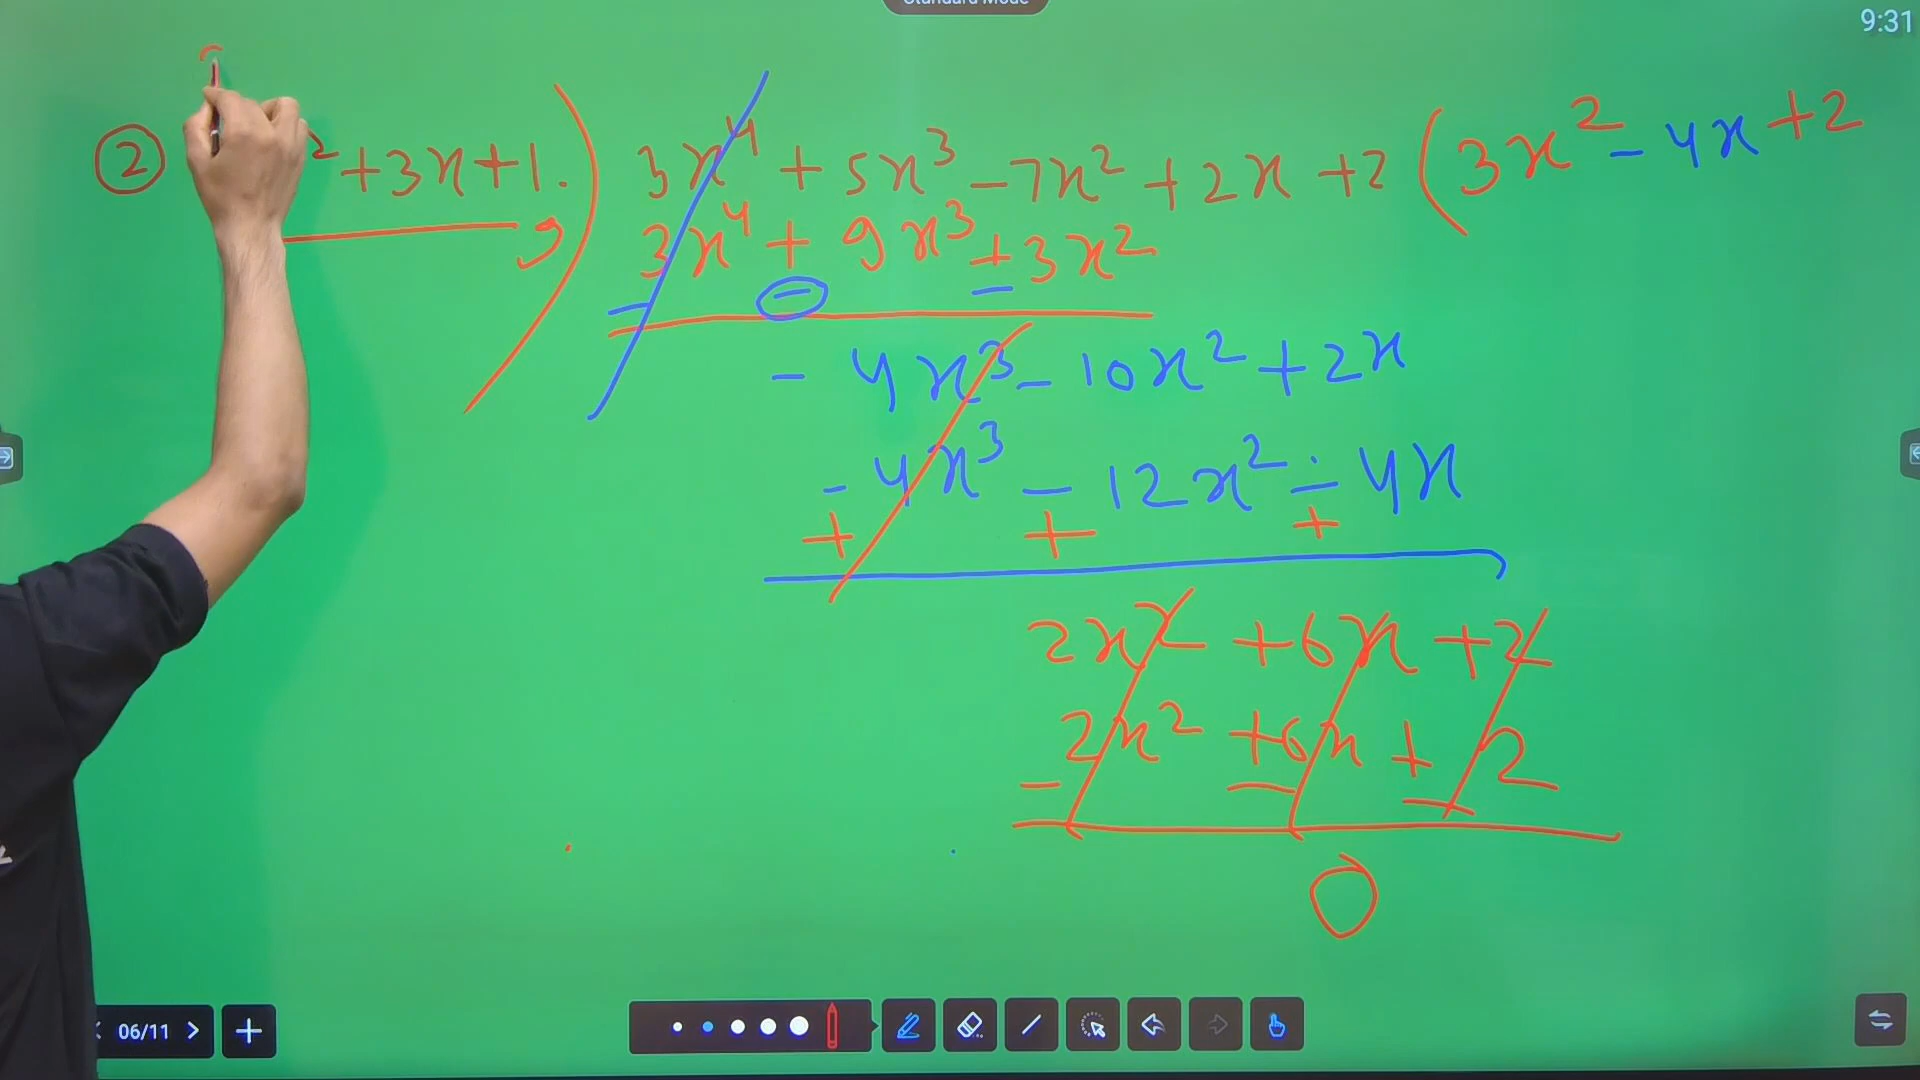 9:31
② ² +3x+1. ) 3x⁴ + 5x³ - 7x² + 2x + 2 ( 3x² - 4x + 2
3x⁴ + 9x³ + 3x²
- - -
- 4x³ - 10x² + 2x
- 4x³ - 12x² - 4x
+ + +
2x² + 6x + 2
2x² + 6x + 2
- - -
0
06/11